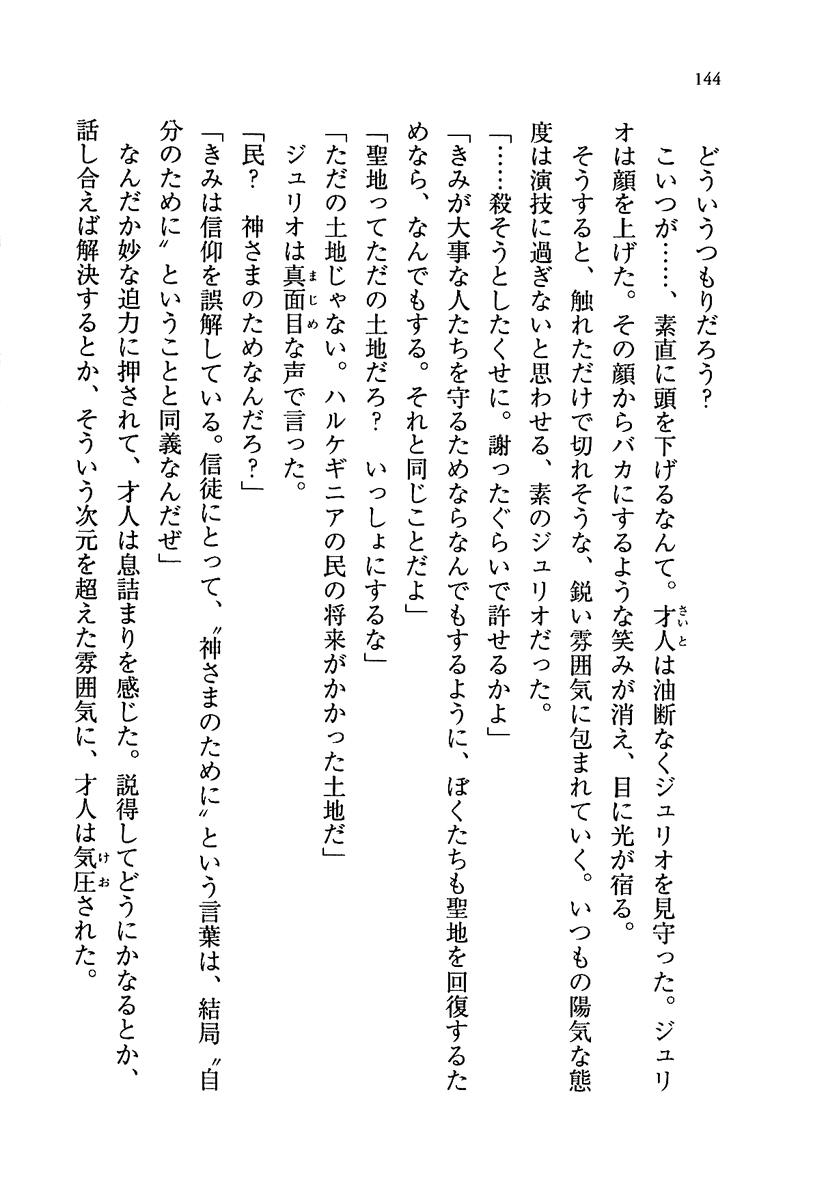 144
どういうつもりだろう？
こいつが……、素直に頭を下げるなんて。才人は油断なくジュリオを見守った。ジュリ
オは顔を上げた。その顔からバカにするような笑みが消え、目に光が宿る。
そうすると、触れただけで切れそうな、鋭い雰囲気に包まれていく。いつもの陽気な態
度は演技に過ぎないと思わせる、素のジュリオだった。
「……殺そうとしたくせに。謝ったぐらいで許せるかよ」
「きみが大事な人たちを守るためならなんでもするように、ぼくたちも聖地を回復するた
めなら、なんでもする。それと同じことだよ」
「聖地ってただの土地だろ？　いっしょにするな」
「ただの土地じゃない。ハルケギニアの民の将来がかかった土地だ」
ジュリオは真面目な声で言った。
「民？　神さまのためなんだろ？」
「きみは信仰を誤解している。信徒にとって、〝神さまのために〟という言葉は、結局〝自
分のために〟ということと同義なんだぜ」
なんだか妙な迫力に押されて、才人は息詰まりを感じた。説得してどうにかなるとか、
話し合えば解決するとか、そういう次元を超えた雰囲気に、才人は気圧された。